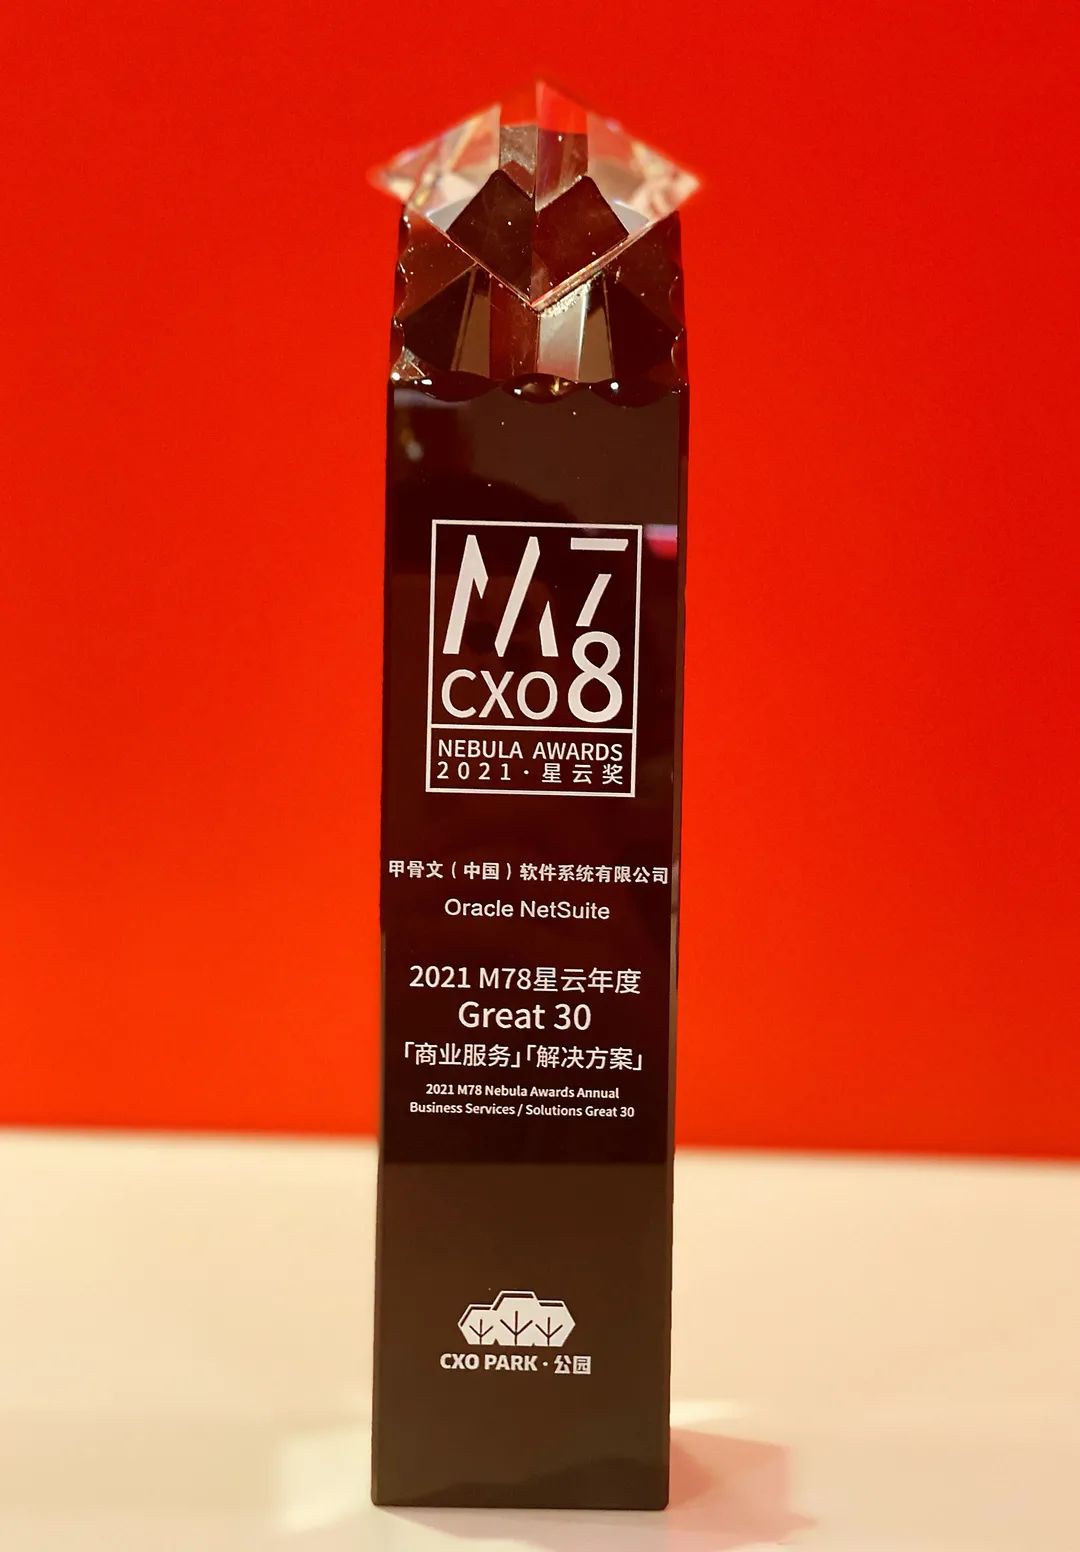 M78
CXO
NEBULA AWARDS
2021·星云奖
甲骨文（中国）软件系统有限公司
Oracle NetSuite
2021 M78星云年度
Great 30
「商业服务」「解决方案」
2021 M78 Nebula Awards Annual
Business Services / Solutions Great 30
CXO PARK·公园